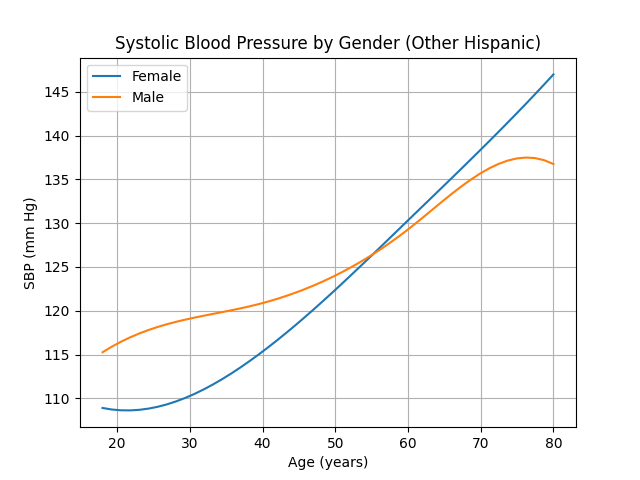 Systolic Blood Pressure by Gender (Other Hispanic)
Female
Male
145
140
135
130
125
120
115
110
SBP (mm Hg)
20 30 40 50 60 70 80
Age (years)